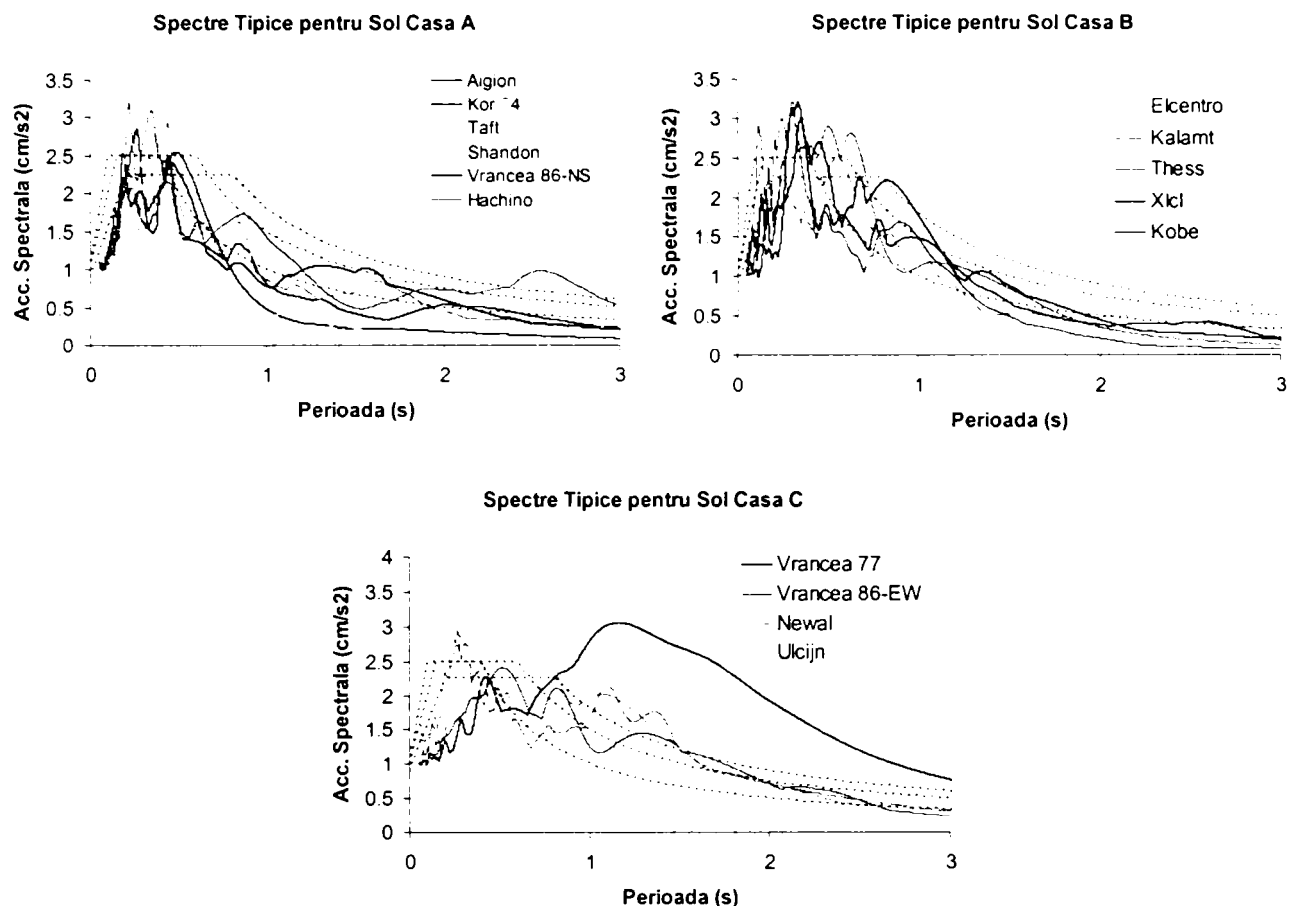 Spectre Tipice pentru Sol Casa A
Acc. Spectrala (cm/s2)
3.5
3
2.5
2
1.5
1
0.5
0
0 1 2 3
Perioada (s)
Aigion
Taft
Shandon
Vrancea 86-NS
Hachino
Spectre Tipice pentru Sol Casa B
Acc. Spectrala (cm/s2)
3.5
3
2.5
2
1.5
1
0.5
0
0 1 2 3
Perioada (s)
Elcentro
Kalamt
Thess
Kobe
Spectre Tipice pentru Sol Casa C
Acc. Spectrala (cm/s2)
4
3.5
3
2.5
2
1.5
1
0.5
0
0 1 2 3
Perioada (s)
Vrancea 77
Vrancea 86-EW
Newal
Ulcijn